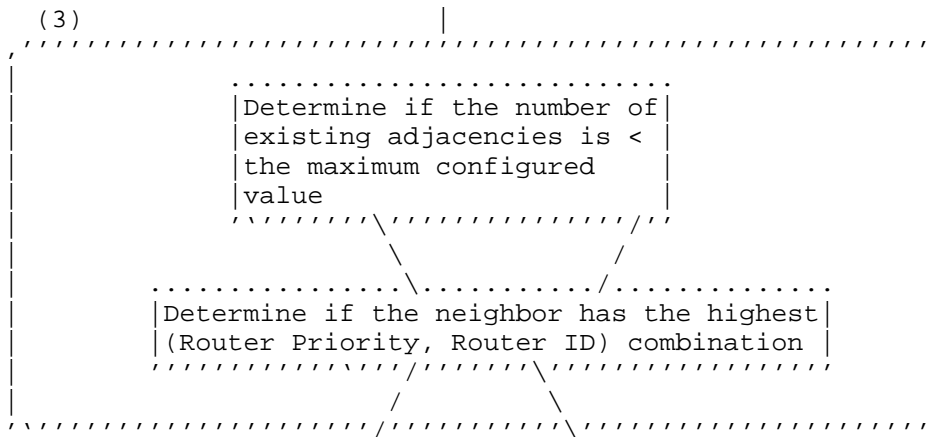 (3)
Determine if the number of
existing adjacencies is <
the maximum configured
value
Determine if the neighbor has the highest
(Router Priority, Router ID) combination